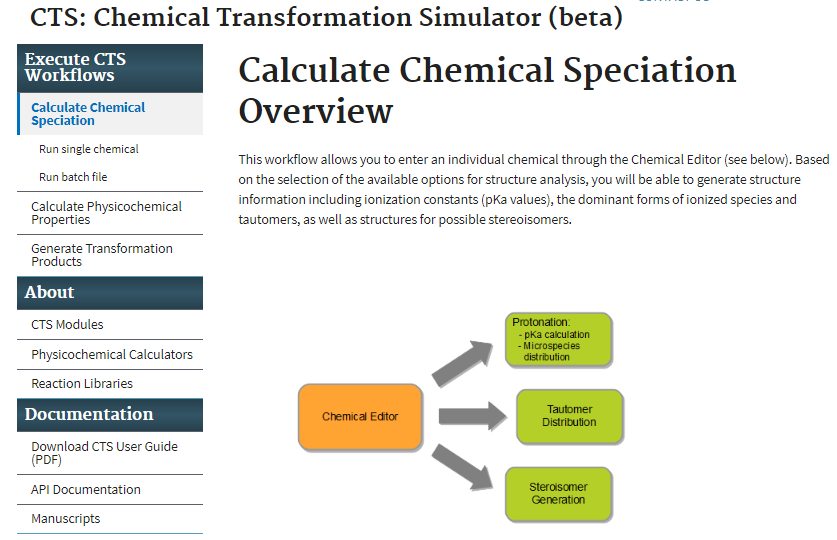 CTS: Chemical Transformation Simulator (beta)
Execute CTS
Workflows
Calculate Chemical
Speciation
Run single chemical
Run batch file
Calculate Physicochemical
Properties
Generate Transformation
Products
About
CTS Modules
Physicochemical Calculators
Reaction Libraries
Documentation
Download CTS User Guide
(PDF)
API Documentation
Manuscripts
Calculate Chemical Speciation
Overview
This workflow allows you to enter an individual chemical through the Chemical Editor (see below). Based
on the selection of the available options for structure analysis, you will be able to generate structure
information including ionization constants (pKa values), the dominant forms of ionized species and
tautomers, as well as structures for possible stereoisomers.
Chemical Editor
Protonation:
- pKa calculation
- Microspecies
distribution
Tautomer
Distribution
Steroisomer
Generation